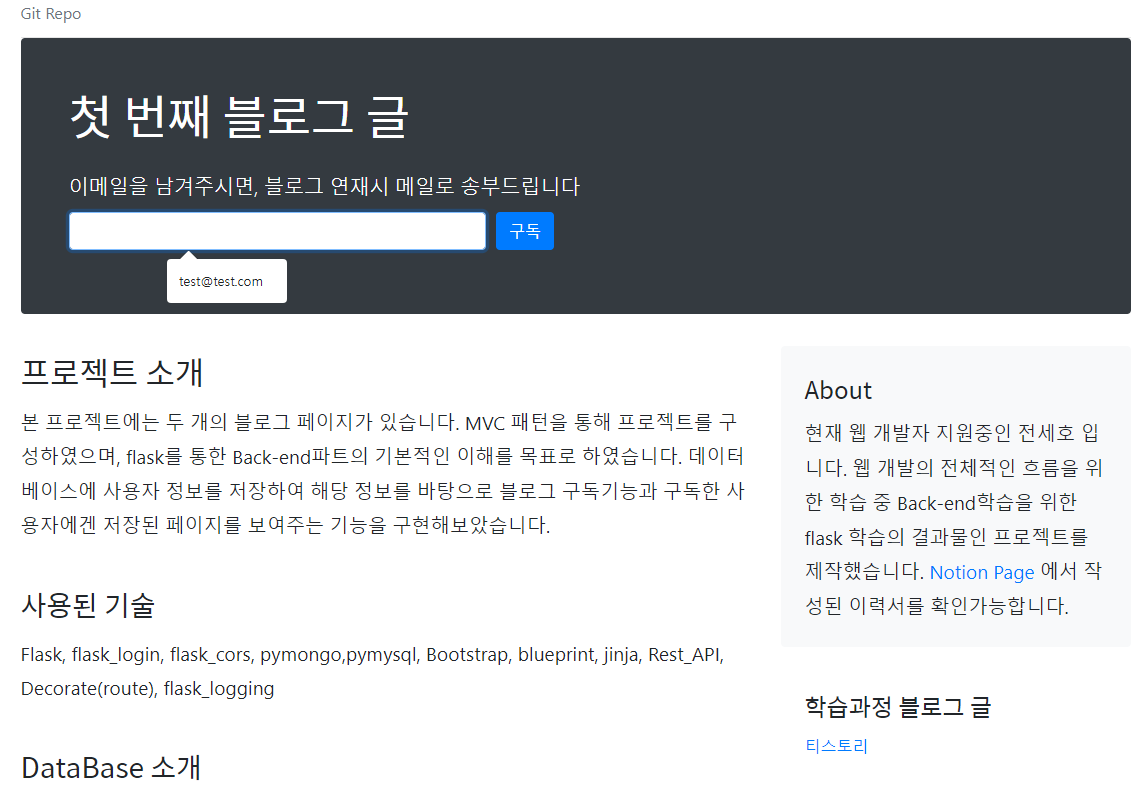 Git Repo
첫 번째 블로그 글
이메일을 남겨주시면, 블로그 연재시 메일로 송부드립니다
구독
test@test.com
프로젝트 소개
본 프로젝트에는 두 개의 블로그 페이지가 있습니다. MVC 패턴을 통해 프로젝트를 구
성하였으며, flask를 통한 Back-end파트의 기본적인 이해를 목표로 하였습니다. 데이터
베이스에 사용자 정보를 저장하여 해당 정보를 바탕으로 블로그 구독기능과 구독한 사
용자에겐 저장된 페이지를 보여주는 기능을 구현해보았습니다.
사용된 기술
Flask, flask_login, flask_cors, pymongo,pymysql, Bootstrap, blueprint, jinja, Rest_API,
Decorate(route), flask_logging
DataBase 소개
About
현재 웹 개발자 지원중인 전세호 입
니다. 웹 개발의 전체적인 흐름을 위
한 학습 중 Back-end학습을 위한
flask 학습의 결과물인 프로젝트를
제작했습니다. Notion Page 에서 작
성된 이력서를 확인가능합니다.
학습과정 블로그 글
티스토리